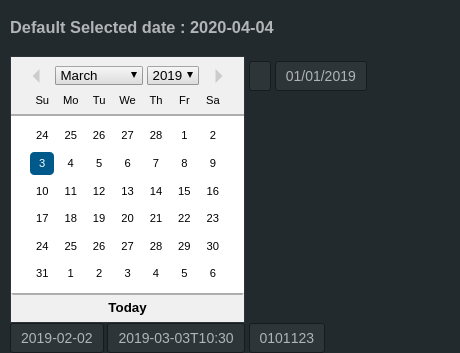 Default Selected date : 2020-04-04
March 2019
01/01/2019
Su Mo Tu We Th Fr Sa
24 25 26 27 28 1 2
3 4 5 6 7 8 9
10 11 12 13 14 15 16
17 18 19 20 21 22 23
24 25 26 27 28 29 30
31 1 2 3 4 5 6
Today
2019-02-02 2019-03-03T10:30 0101123